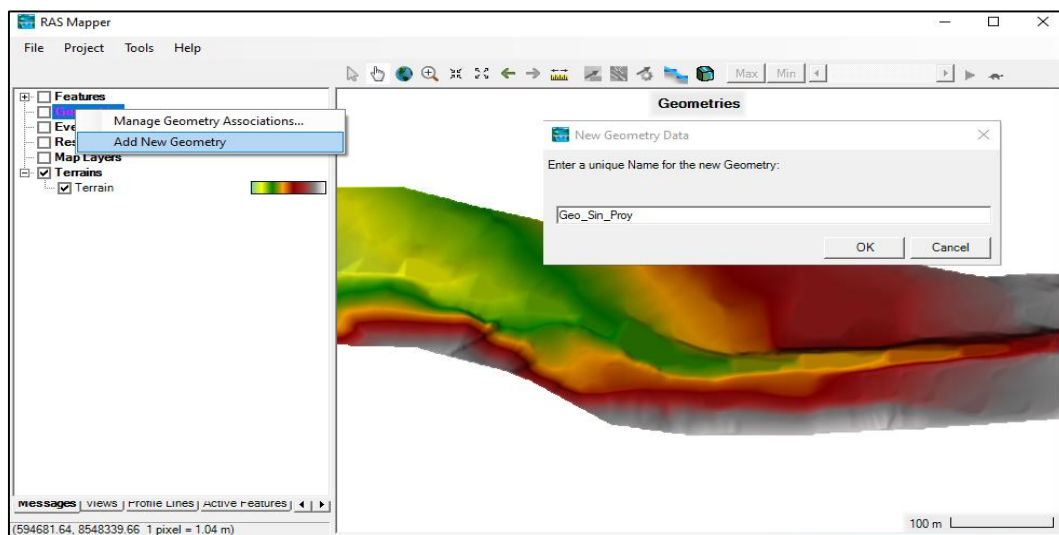 RAS Mapper
File Project Tools Help
Max Min
Features
Manage Geometry Associations...
Add New Geometry
Map Layers
Terrains
Terrain
Geometries
New Geometry Data
Enter a unique Name for the new Geometry:
Geo_Sin_Proy
OK Cancel
Messages Views Profile Lines Active Features
(594681.64, 8548339.66 1 pixel = 1.04 m)
100 m